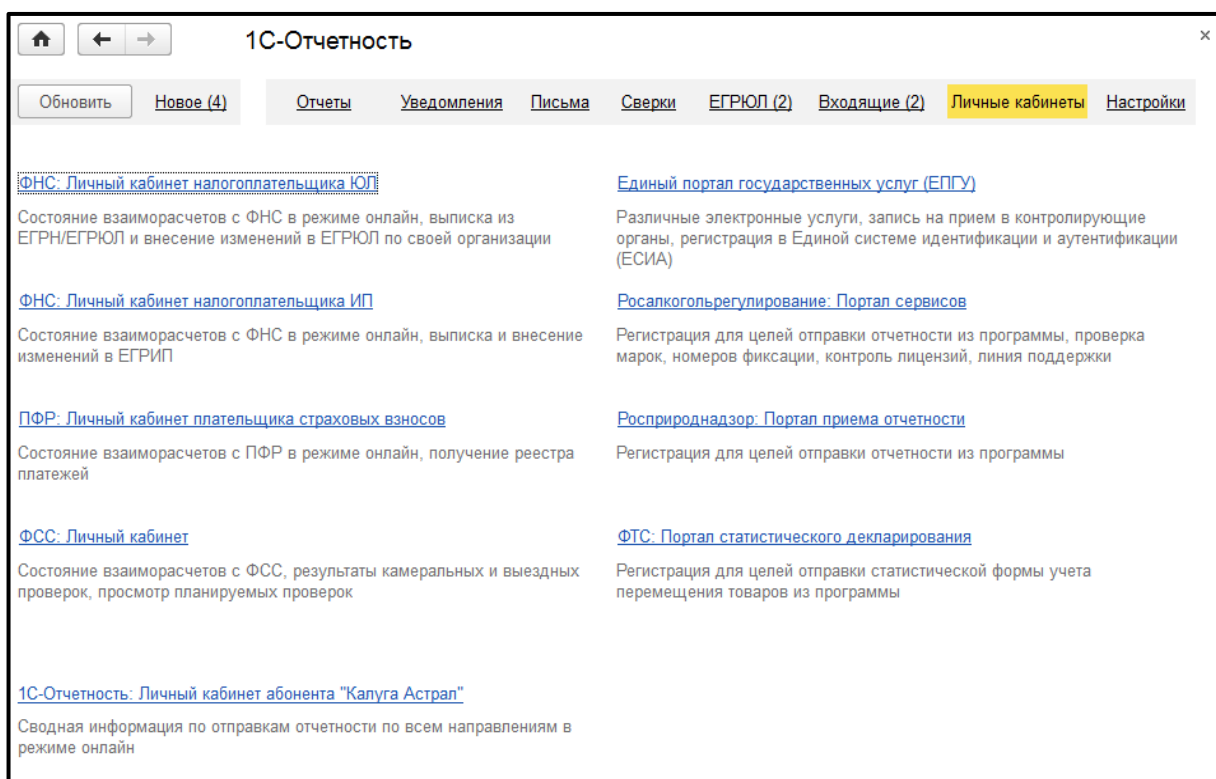 1С-Отчетность
Обновить Новое (4) Отчеты Уведомления Письма Сверки ЕГРЮЛ (2) Входящие (2) Личные кабинеты Настройки
ФНС: Личный кабинет налогоплательщика ЮЛ
Состояние взаиморасчетов с ФНС в режиме онлайн, выписка из
ЕГРН/ЕГРЮЛ и внесение изменений в ЕГРЮЛ по своей организации
Единый портал государственных услуг (ЕПГУ)
Различные электронные услуги, запись на прием в контролирующие
органы, регистрация в Единой системе идентификации и аутентификации
(ЕСИА)
ФНС: Личный кабинет налогоплательщика ИП
Состояние взаиморасчетов с ФНС в режиме онлайн, выписка и внесение
изменений в ЕГРИП
Росалкогольрегулирование: Портал сервисов
Регистрация для целей отправки отчетности из программы, проверка
марок, номеров фиксации, контроль лицензий, линия поддержки
ПФР: Личный кабинет плательщика страховых взносов
Состояние взаиморасчетов с ПФР в режиме онлайн, получение реестра
платежей
Росприроднадзор: Портал приема отчетности
Регистрация для целей отправки отчетности из программы
ФСС: Личный кабинет
Состояние взаиморасчетов с ФСС, результаты камеральных и выездных
проверок, просмотр планируемых проверок
ФТС: Портал статистического декларирования
Регистрация для целей отправки статистической формы учета
перемещения товаров из программы
1С-Отчетность: Личный кабинет абонента "Калуга Астрал"
Сводная информация по отправкам отчетности по всем направлениям в
режиме онлайн